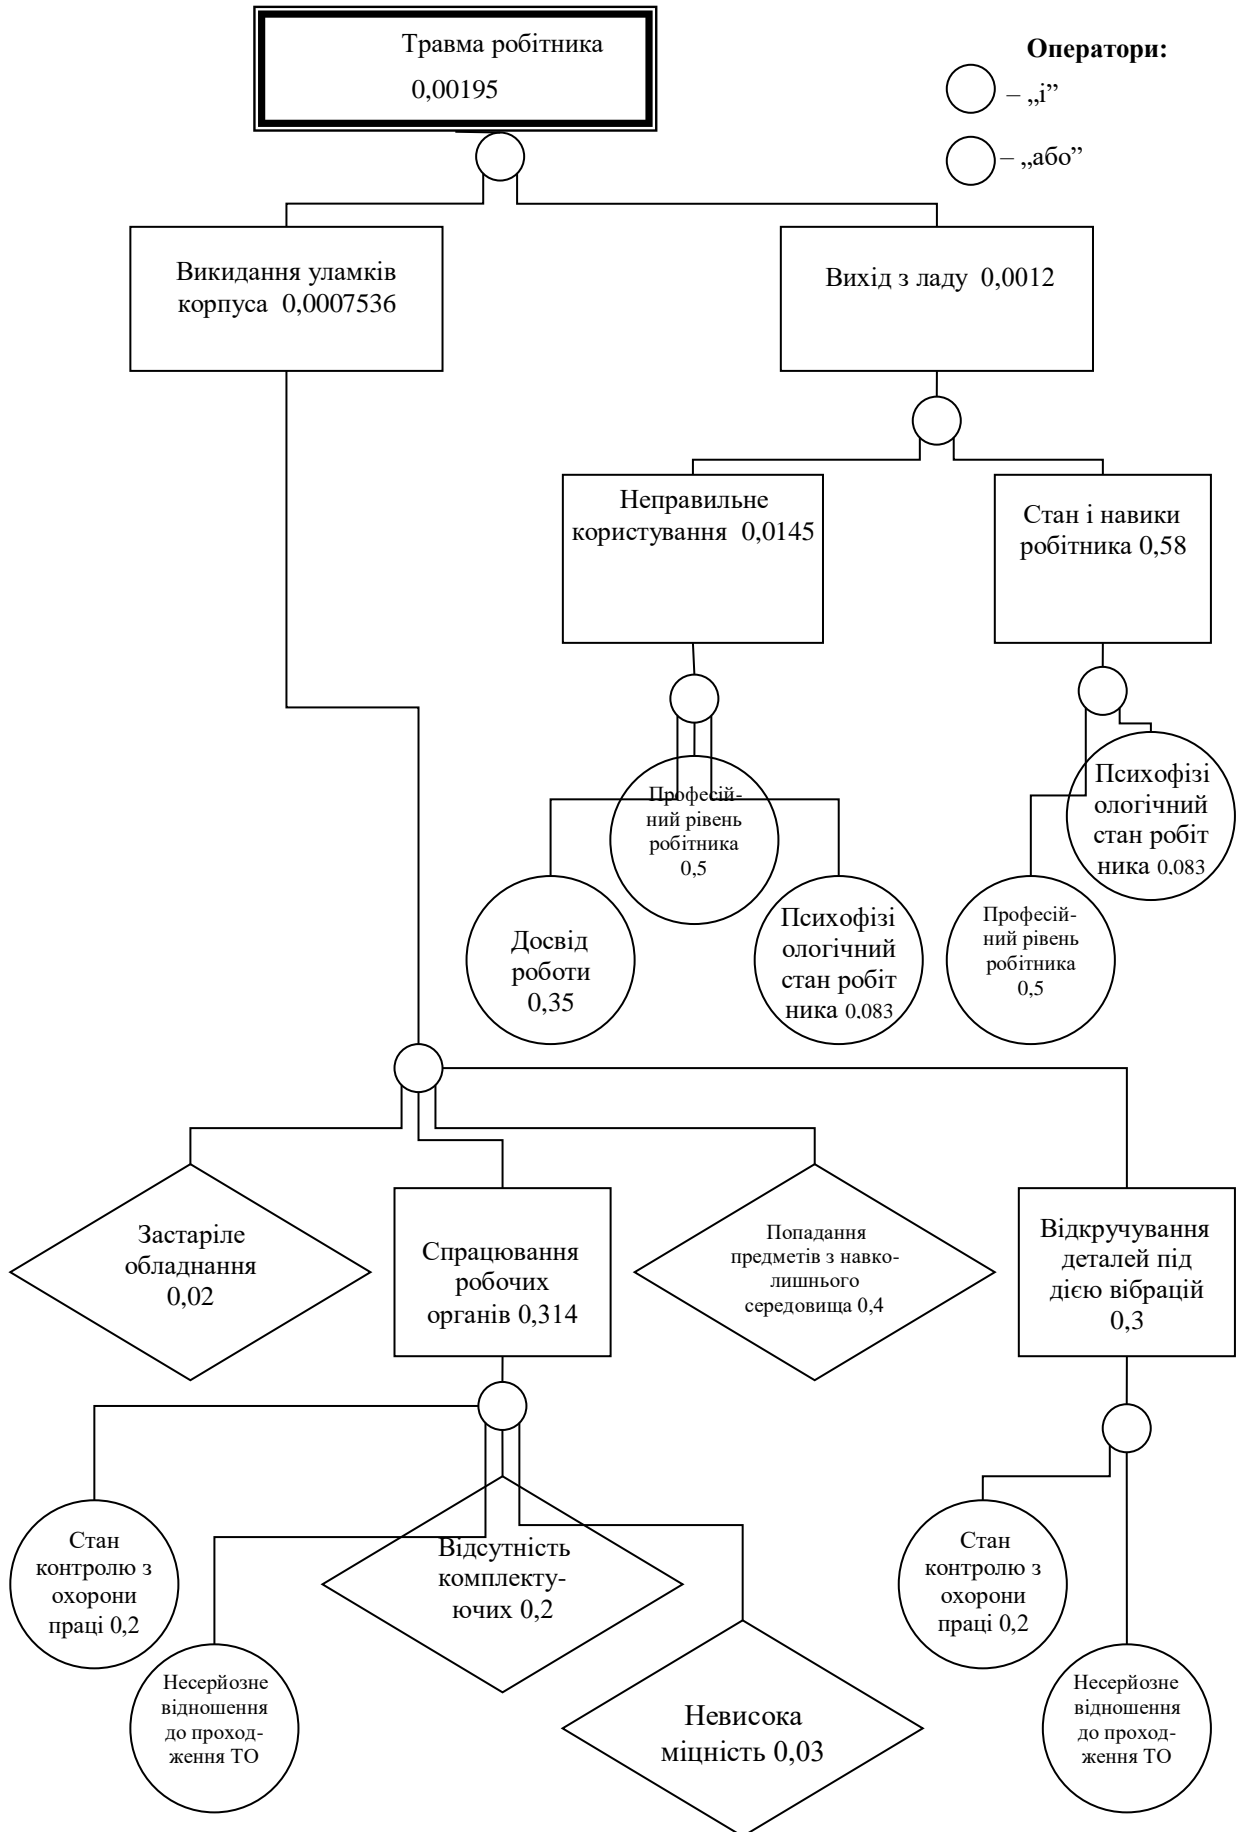 Травма робітника
0,00195
Оператори:
– „і”
– „або”
Викидання уламків
корпуса 0,0007536
Вихід з ладу 0,0012
Неправильне
користування 0,0145
Стан і навики
робітника 0,58
Професій-
ний рівень
робітника
0,5
Психофізі
ологічний
стан робіт
ника 0,083
Досвід
роботи
0,35
Психофізі
ологічний
стан робіт
ника 0,083
Професій-
ний рівень
робітника
0,5
Застаріле
обладнання
0,02
Спрацювання
робочих
органів 0,314
Попадання
предметів з навко-
лишнього
середовища 0,4
Відкручування
деталей під
дією вібрацій
0,3
Стан
контролю з
охорони
праці 0,2
Несерйозне
відношення
до проход-
ження ТО
Відсутність
комплекту-
ючих 0,2
Невисока
міцність 0,03
Стан
контролю з
охорони
праці 0,2
Несерйозне
відношення
до проход-
ження ТО